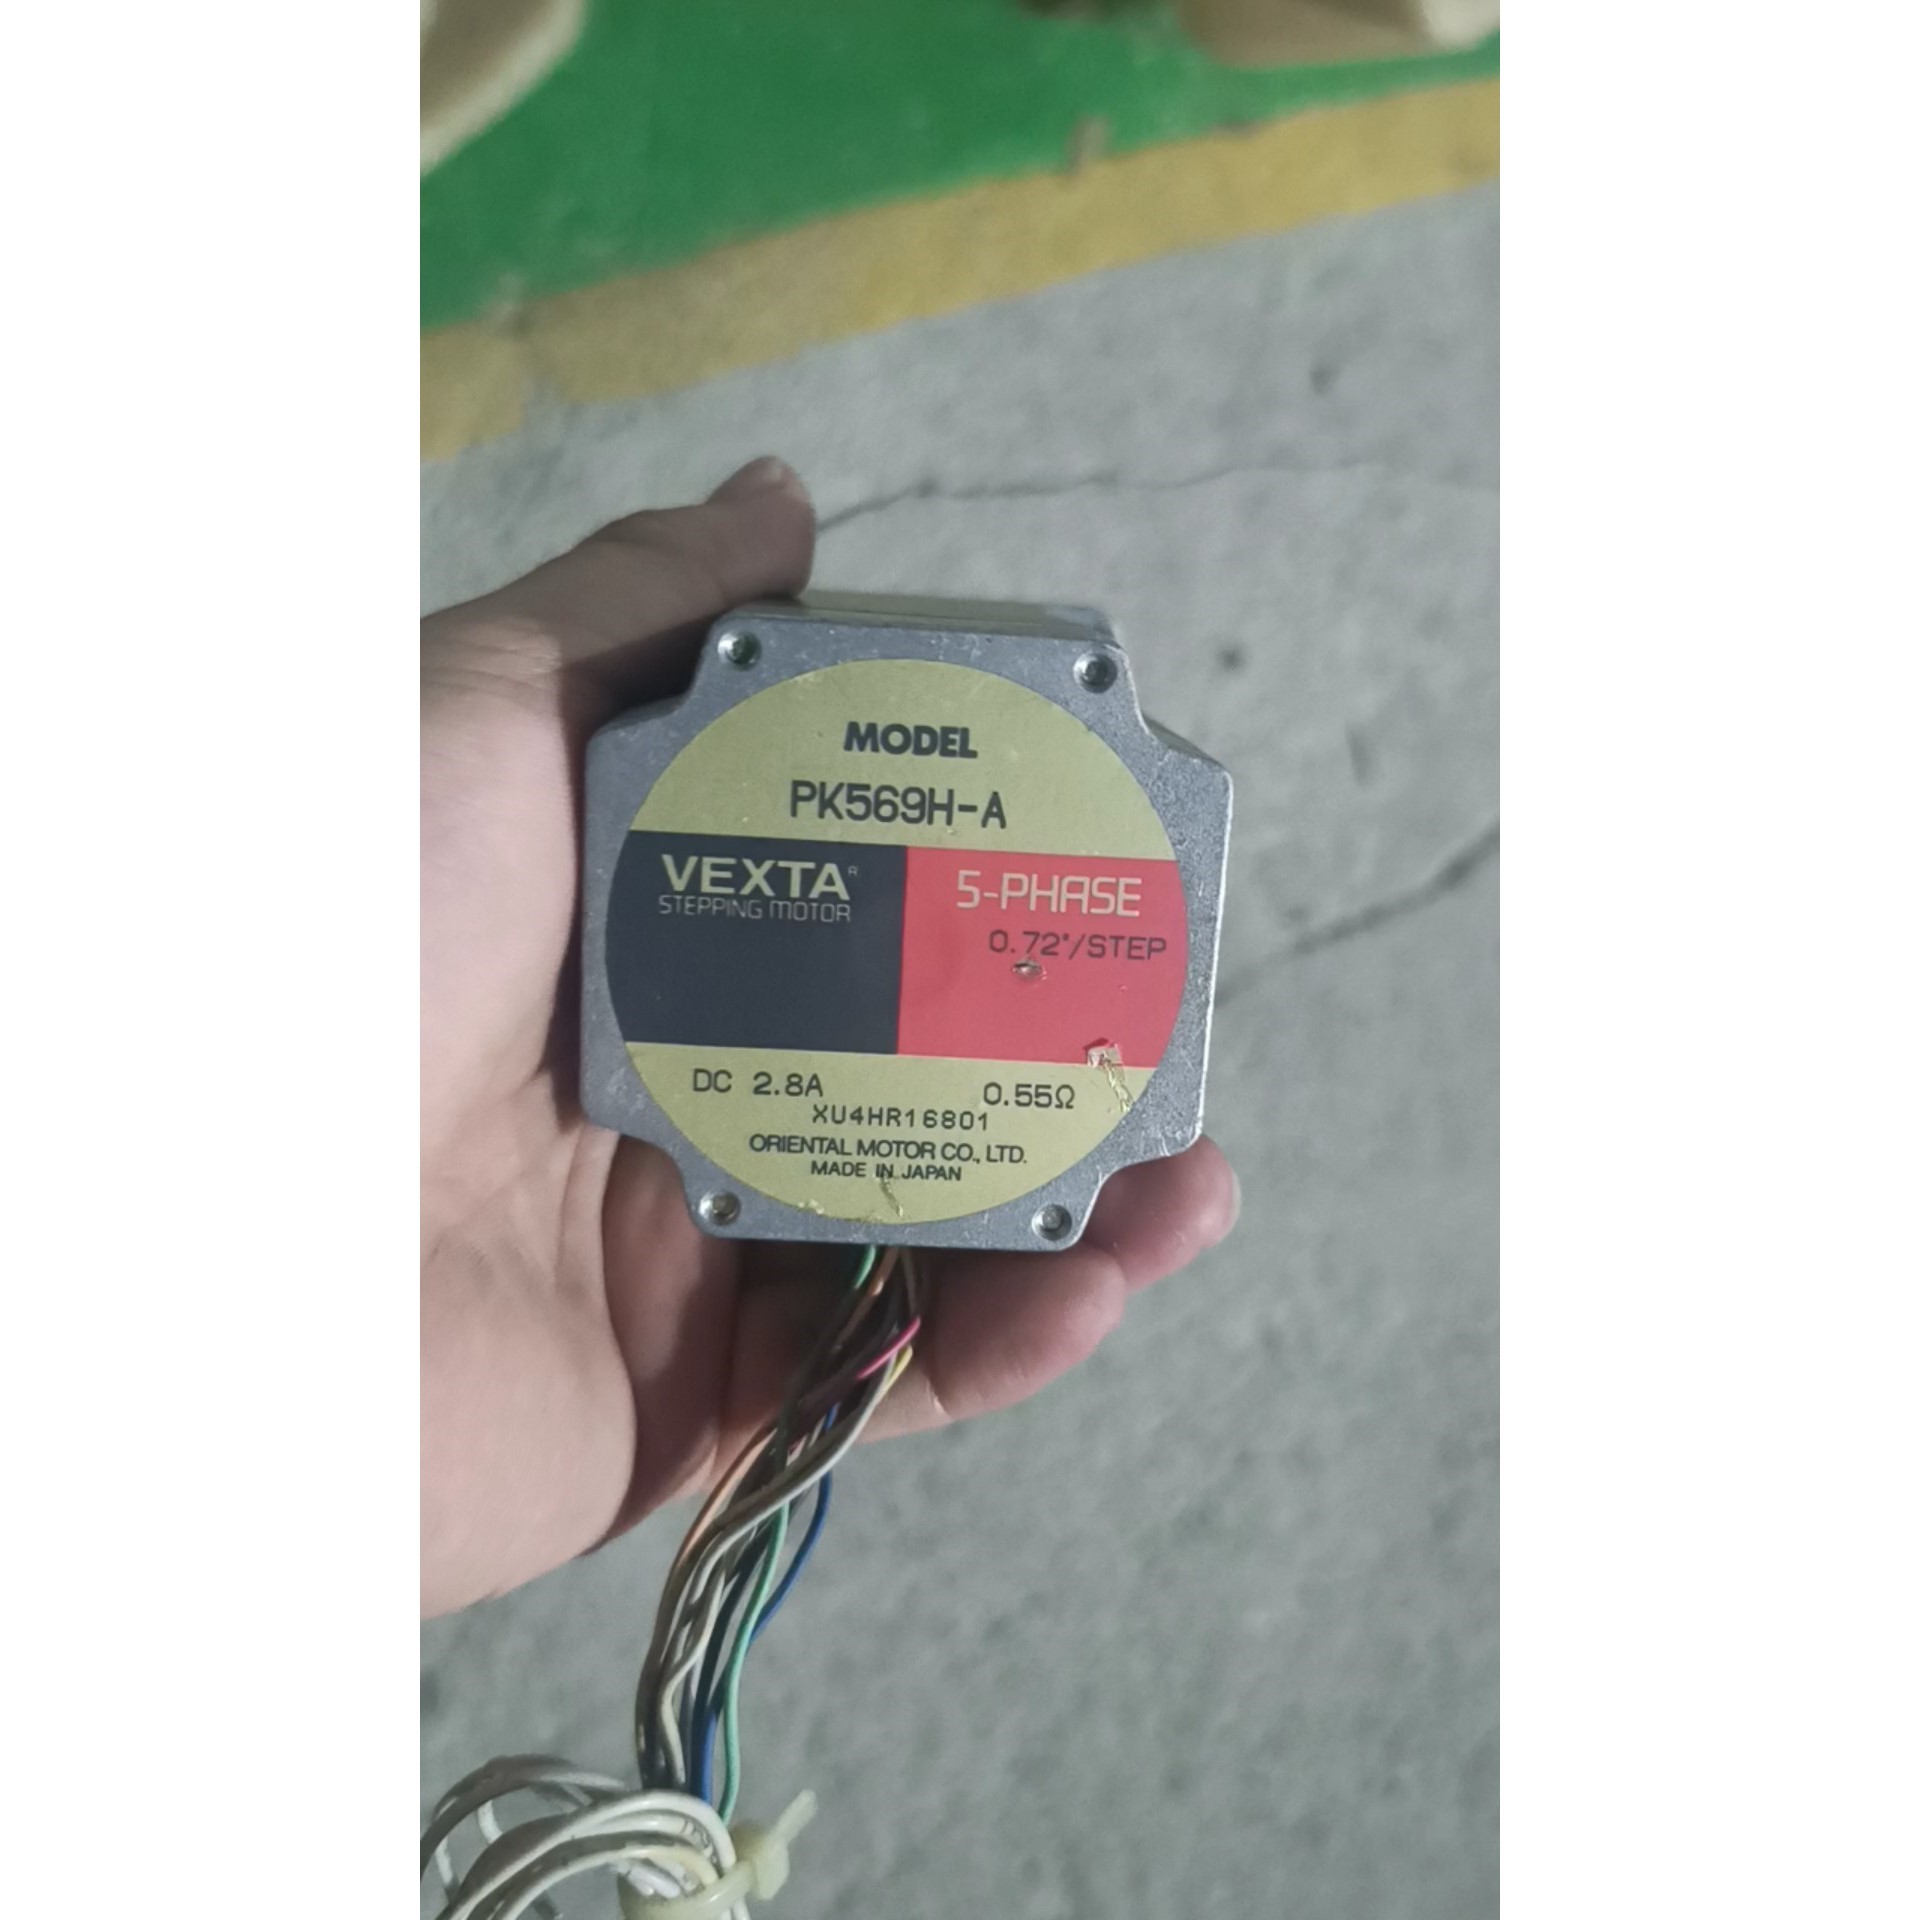 MODEL
PK569H-A
VEXTA®
STEPPING MOTOR
5-PHASE
0.72°/STEP
DC 2.8A 0.55Ω
XU4HR16801
ORIENTAL MOTOR CO., LTD.
MADE IN JAPAN